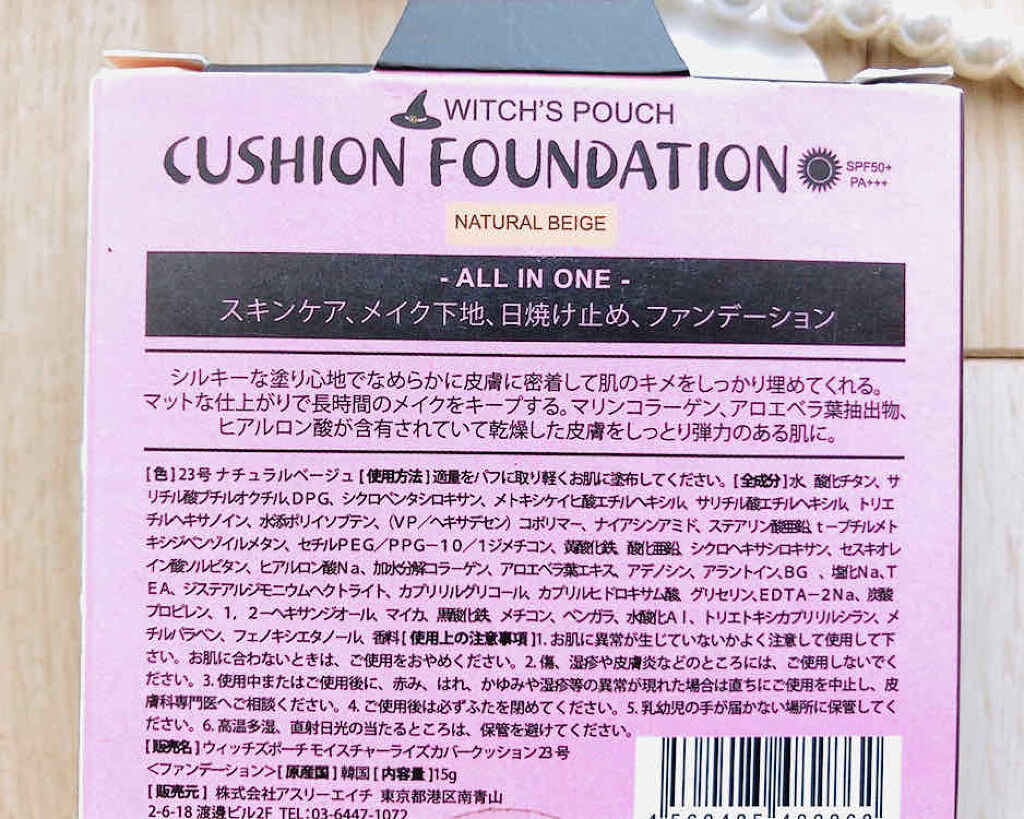 WITCH'S POUCH
CUSHION FOUNDATION
SPF50+
PA+++
NATURAL BEIGE
- ALL IN ONE -
スキンケア、メイク下地、日焼け止め、ファンデーション
シルキーな塗り心地でなめらかに皮膚に密着して肌のキメをしっかり埋めてくれる。
マットな仕上がりで長時間のメイクをキープする。マリンコラーゲン、アロエベラ葉抽出物、
ヒアルロン酸が含有されていて乾燥した皮膚をしっとり弾力のある肌に。
[色]23号 ナチュラルベージュ [使用方法]適量をパフに取り軽くお肌に塗布してください。[全成分]水、酸化チタン、サ
リチル酸ブチルオクチル、DPG、シクロペンタシロキサン、メトキシケイヒ酸エチルヘキシル、サリチル酸エチルヘキシル、トリエ
チルヘキサノイン、水添ポリイソブテン、(VP/ヘキサデセン)コポリマー、ナイアシンアミド、ステアリン酸亜鉛、t-ブチルメト
キシジベンゾイルメタン、セチルPEG/PPG-10/1ジメチコン、黄酸化鉄、酸化亜鉛、シクロヘキサシロキサン、セスキオレ
イン酸ソルビタン、ヒアルロン酸Na、加水分解コラーゲン、アロエベラ葉エキス、アデノシン、アラントイン、BG 、塩化Na、T
EA、ジステアルジモニウムヘクトライト、カプリリルグリコール、カプリルヒドロキサム酸、グリセリン、EDTA-2Na、炭酸
プロピレン、1,2-ヘキサンジオール、マイカ、黒酸化鉄、メチコン、ベンガラ、水酸化Al、トリエトキシカプリリルシラン、メ
チルパラベン、フェノキシエタノール、香料[使用上の注意事項]1. お肌に異常が生じていないかよく注意して使用して下
さい。お肌に合わないときは、ご使用をおやめください。2. 傷、湿疹や皮膚炎などのところには、ご使用しないでく
ださい。3. 使用中またはご使用後に、赤み、はれ、かゆみや湿疹等の異常が現れた場合は直ちにご使用を中止し、皮
膚科専門医へご相談ください。4. ご使用後は必ずふたを閉めてください。5. 乳幼児の手が届かない場所に保管してく
ださい。6. 高温多湿、直射日光の当たるところは、保管を避けてください。
[販売名]ウィッチズポーチ モイスチャーライズカバークッション23号
<ファンデーション>[原産国]韓国[内容量]15g
[販売元] 株式会社アスリーエイチ 東京都港区南青山
2-6-18 渡邊ビル2F TEL:03-6447-1072